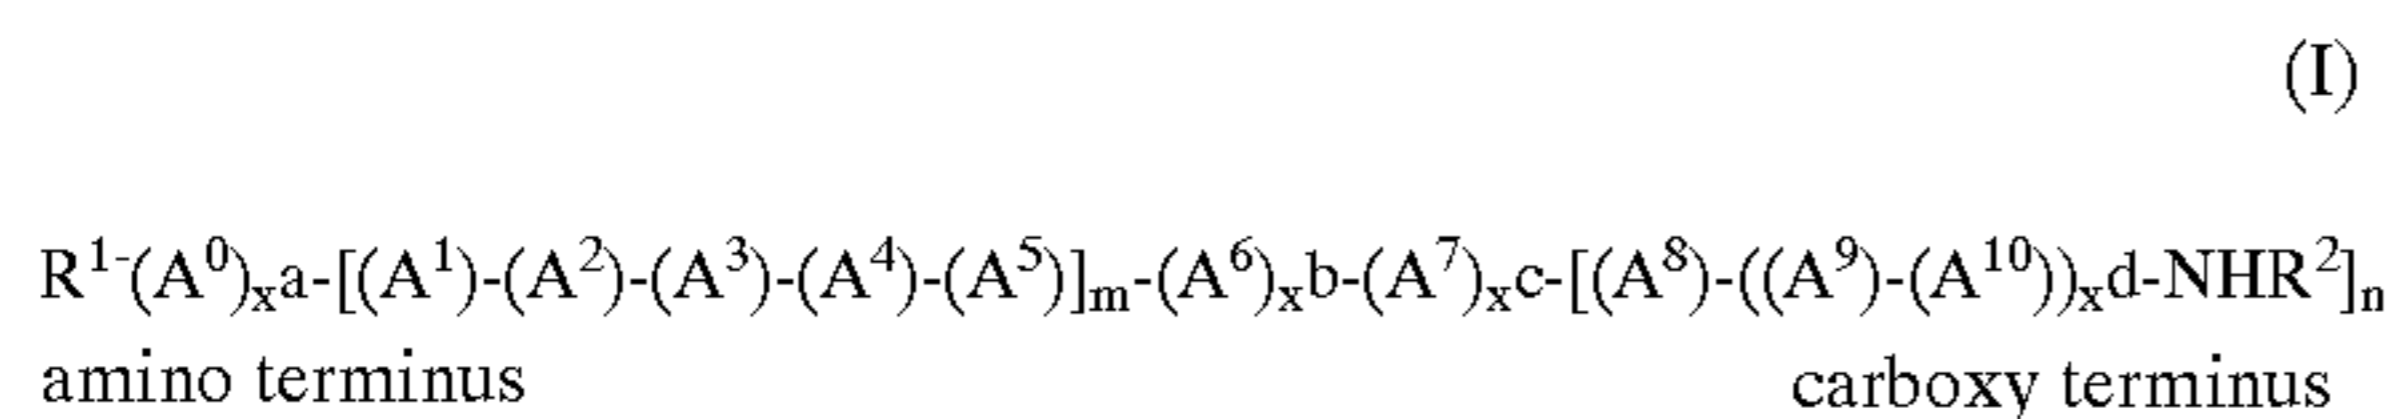 (I)
R¹⁻(A⁰)ₓa-[(A¹)-(A²)-(A³)-(A⁴)-(A⁵)]ₘ-(A⁶)ₓb-(A⁷)ₓc-[(A⁸)-((A⁹)-(A¹⁰))ₓd-NHR²]ₙ
amino terminus carboxy terminus